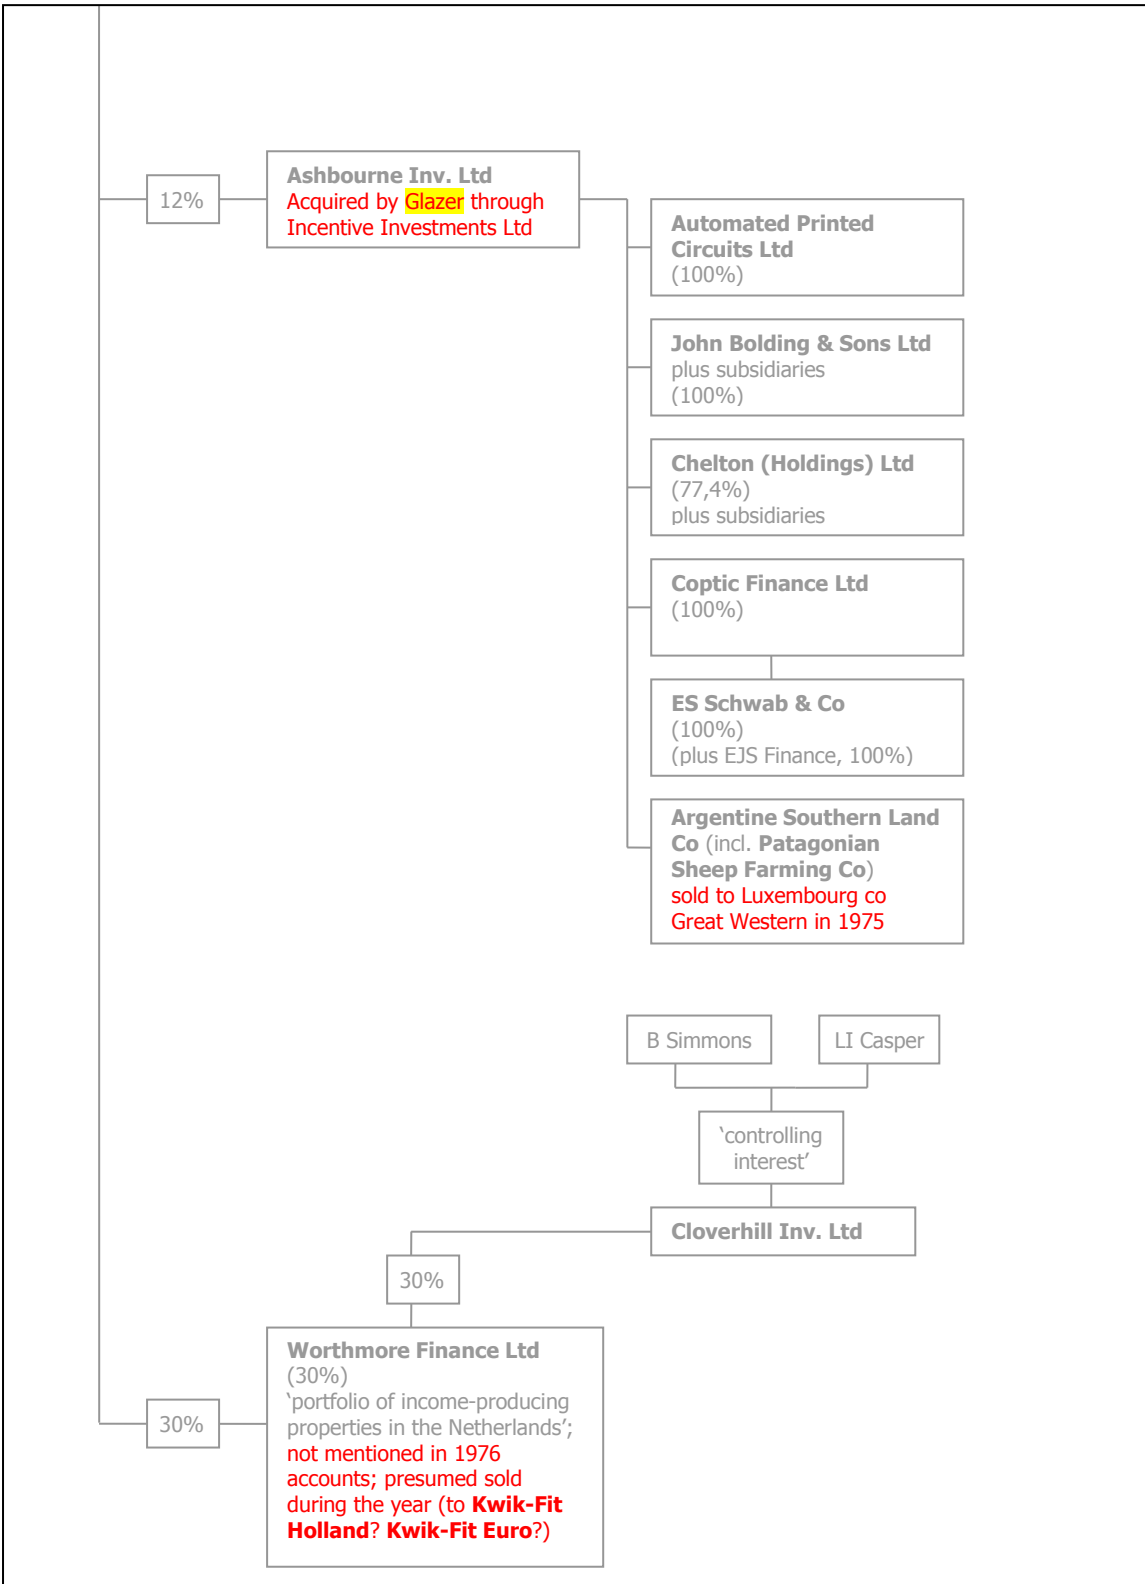 12%
Ashbourne Inv. Ltd
Acquired by Glazer through
Incentive Investments Ltd
Automated Printed
Circuits Ltd
(100%)
John Bolding & Sons Ltd
plus subsidiaries
(100%)
Chelton (Holdings) Ltd
(77,4%)
plus subsidiaries
Coptic Finance Ltd
(100%)
ES Schwab & Co
(100%)
(plus EJS Finance, 100%)
Argentine Southern Land
Co (incl. Patagonian
Sheep Farming Co)
sold to Luxembourg co
Great Western in 1975
B Simmons
LI Casper
‘controlling
interest’
Cloverhill Inv. Ltd
30%
30%
Worthmore Finance Ltd
(30%)
‘portfolio of income-producing
properties in the Netherlands’;
not mentioned in 1976
accounts; presumed sold
during the year (to Kwik-Fit
Holland? Kwik-Fit Euro?)